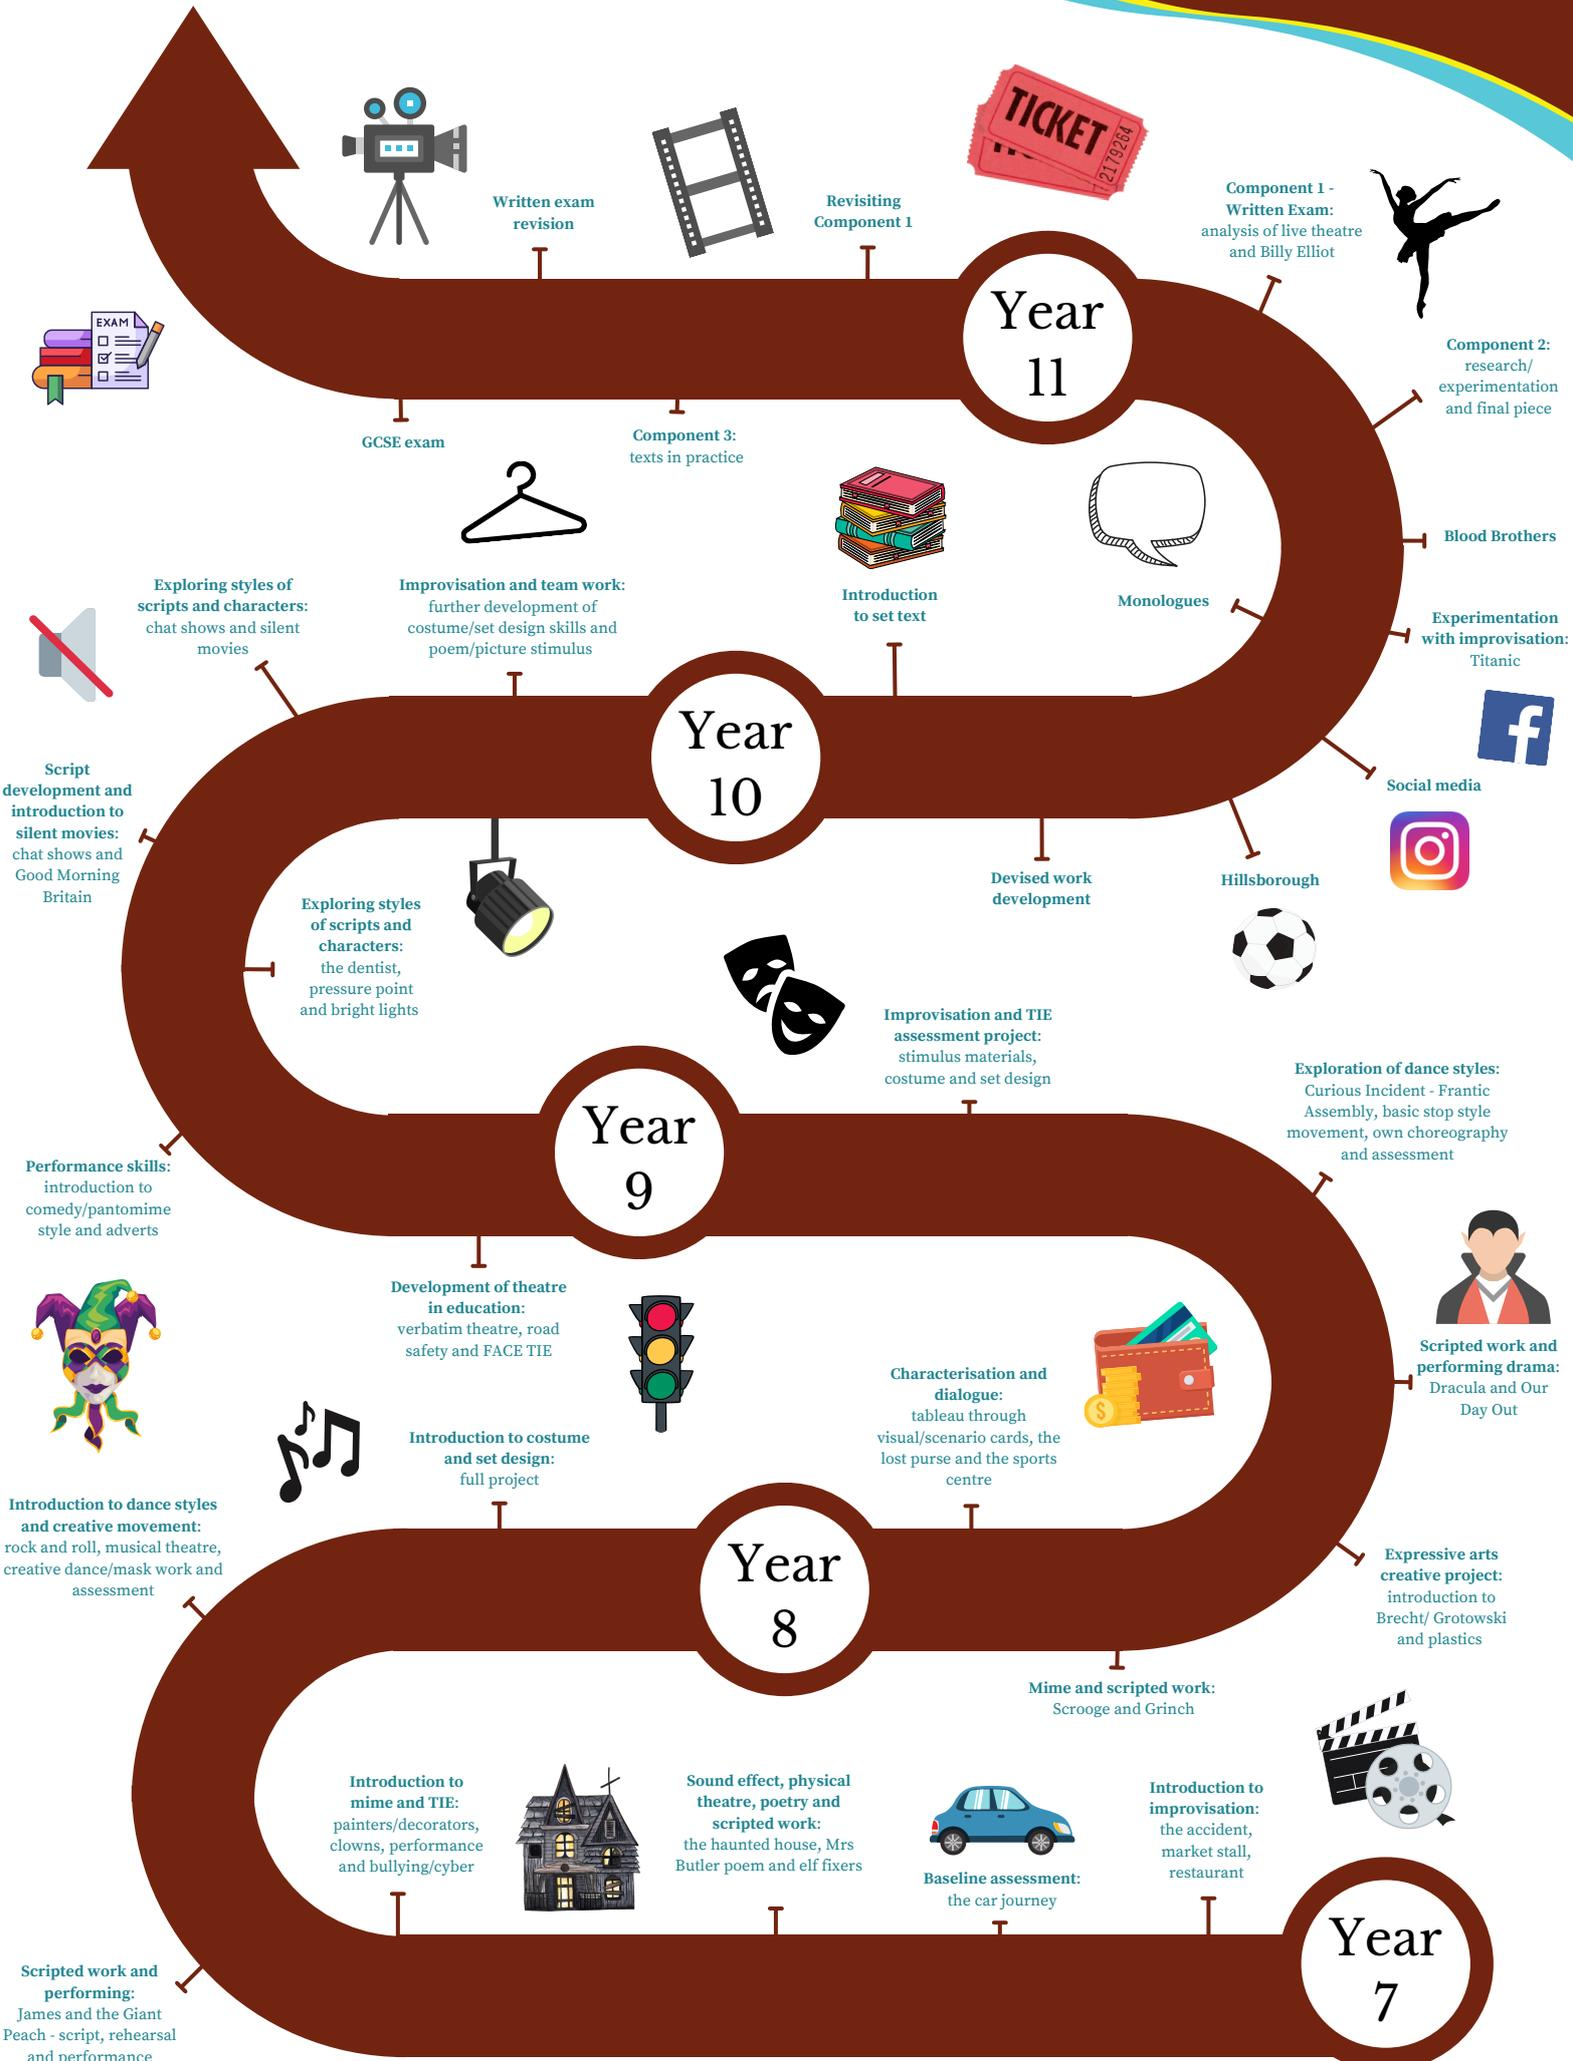 TICKET
2179264
Written exam
revision
Revisiting
Component 1
Component 1 -
Written Exam:
analysis of live theatre
and Billy Elliot
Year
11
EXAM
Component 2:
research/
experimentation
and final piece
GCSE exam
Component 3:
texts in practice
Blood Brothers
Exploring styles of
scripts and characters:
chat shows and silent
movies
Improvisation and team work:
further development of
costume/set design skills and
poem/picture stimulus
Introduction
to set text
Monologues
Experimentation
with improvisation:
Titanic
Year
10
f
Social media
Script
development and
introduction to
silent movies:
chat shows and
Good Morning
Britain
Devised work
development
Hillsborough
Exploring styles
of scripts and
characters:
the dentist,
pressure point
and bright lights
Improvisation and TIE
assessment project:
stimulus materials,
costume and set design
Exploration of dance styles:
Curious Incident - Frantic
Assembly, basic stop style
movement, own choreography
and assessment
Year
9
Performance skills:
introduction to
comedy/pantomime
style and adverts
Development of theatre
in education:
verbatim theatre, road
safety and FACE TIE
Scripted work and
performing drama:
Dracula and Our
Day Out
Characterisation and
dialogue:
tableau through
visual/scenario cards, the
lost purse and the sports
centre
$
Introduction to costume
and set design:
full project
Introduction to dance styles
and creative movement:
rock and roll, musical theatre,
creative dance/mask work and
assessment
Year
8
Expressive arts
creative project:
introduction to
Brecht/ Grotowski
and plastics
Mime and scripted work:
Scrooge and Grinch
Introduction to
mime and TIE:
painters/decorators,
clowns, performance
and bullying/cyber
Sound effect, physical
theatre, poetry and
scripted work:
the haunted house, Mrs
Butler poem and elf fixers
Baseline assessment:
the car journey
Introduction to
improvisation:
the accident,
market stall,
restaurant
Year
7
Scripted work and
performing:
James and the Giant
Peach - script, rehearsal
and performance